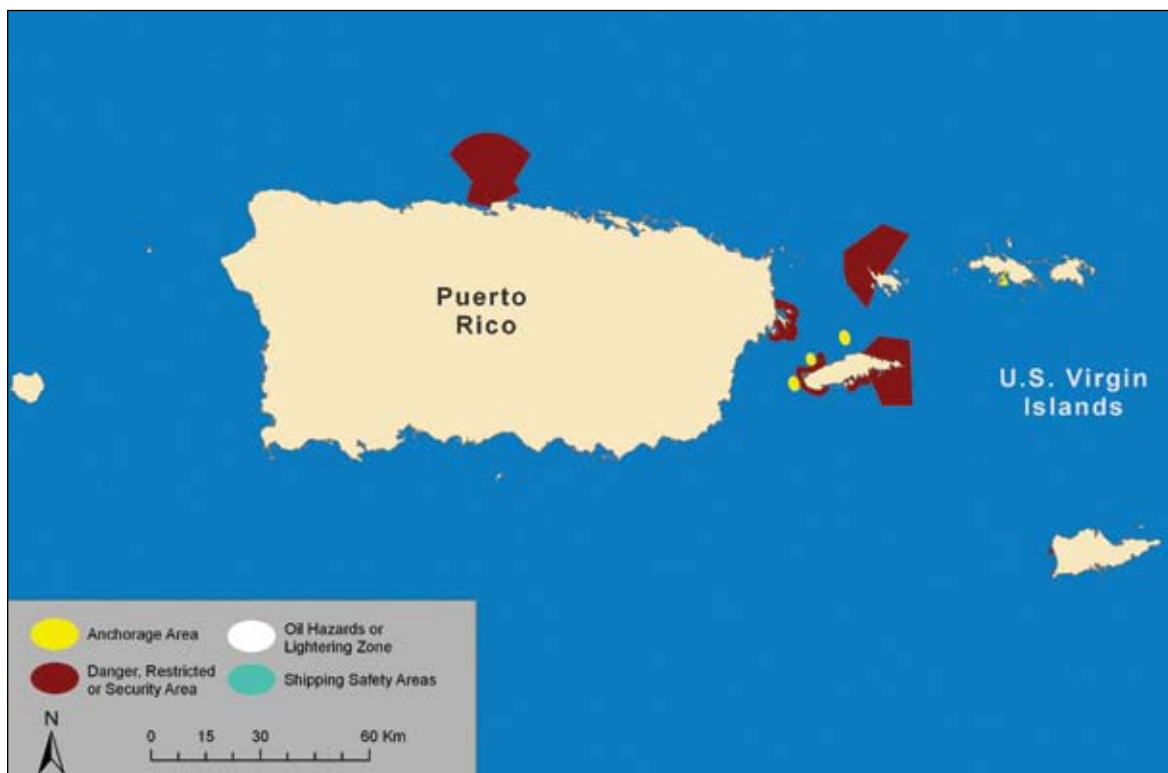 Puerto
Rico
U.S. Virgin
Islands
Anchorage Area
Oil Hazards or
Lightering Zone
Danger, Restricted
or Security Area
Shipping Safety Areas
N
0 15 30 60 Km